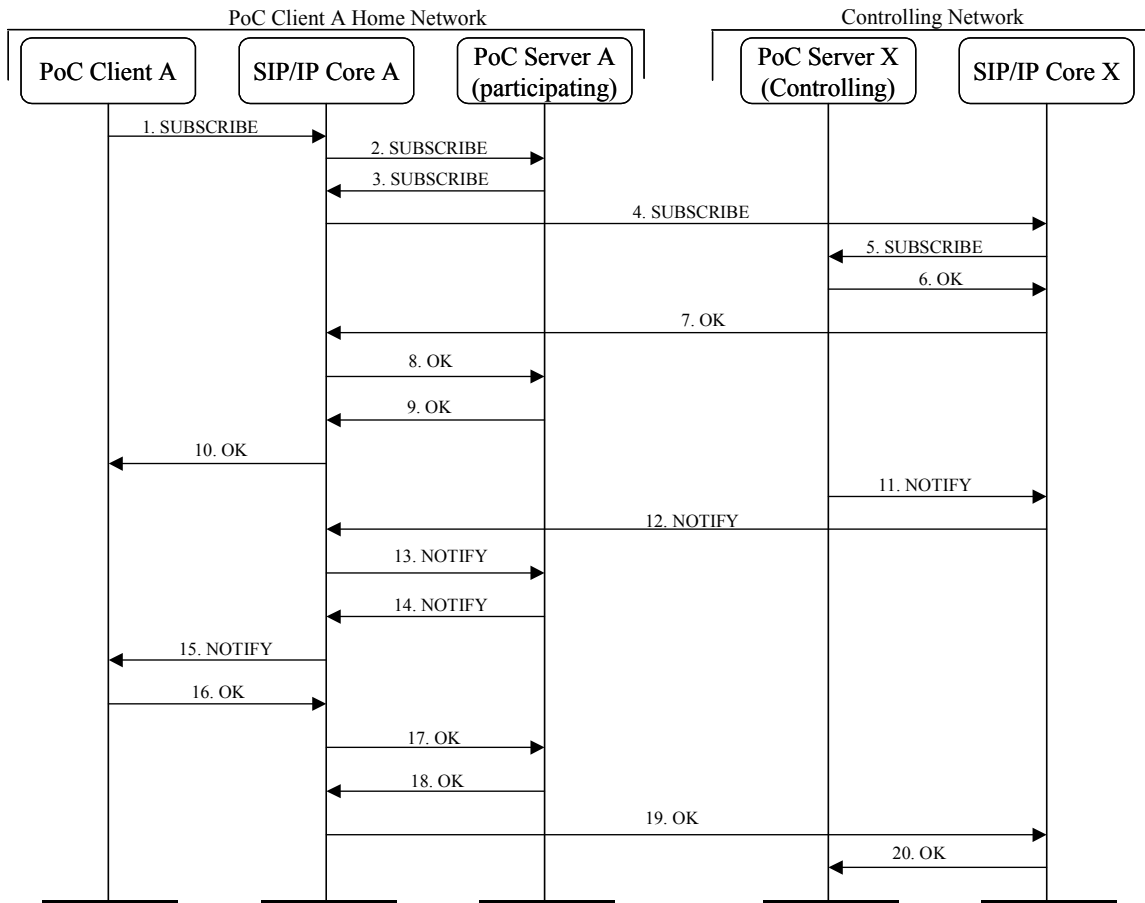 PoC Client A Home Network
Controlling Network
PoC Client A
SIP/IP Core A
PoC Server A
(participating)
PoC Server X
(Controlling)
SIP/IP Core X
1. SUBSCRIBE
2. SUBSCRIBE
3. SUBSCRIBE
4. SUBSCRIBE
5. SUBSCRIBE
6. OK
7. OK
8. OK
9. OK
10. OK
11. NOTIFY
12. NOTIFY
13. NOTIFY
14. NOTIFY
15. NOTIFY
16. OK
17. OK
18. OK
19. OK
20. OK